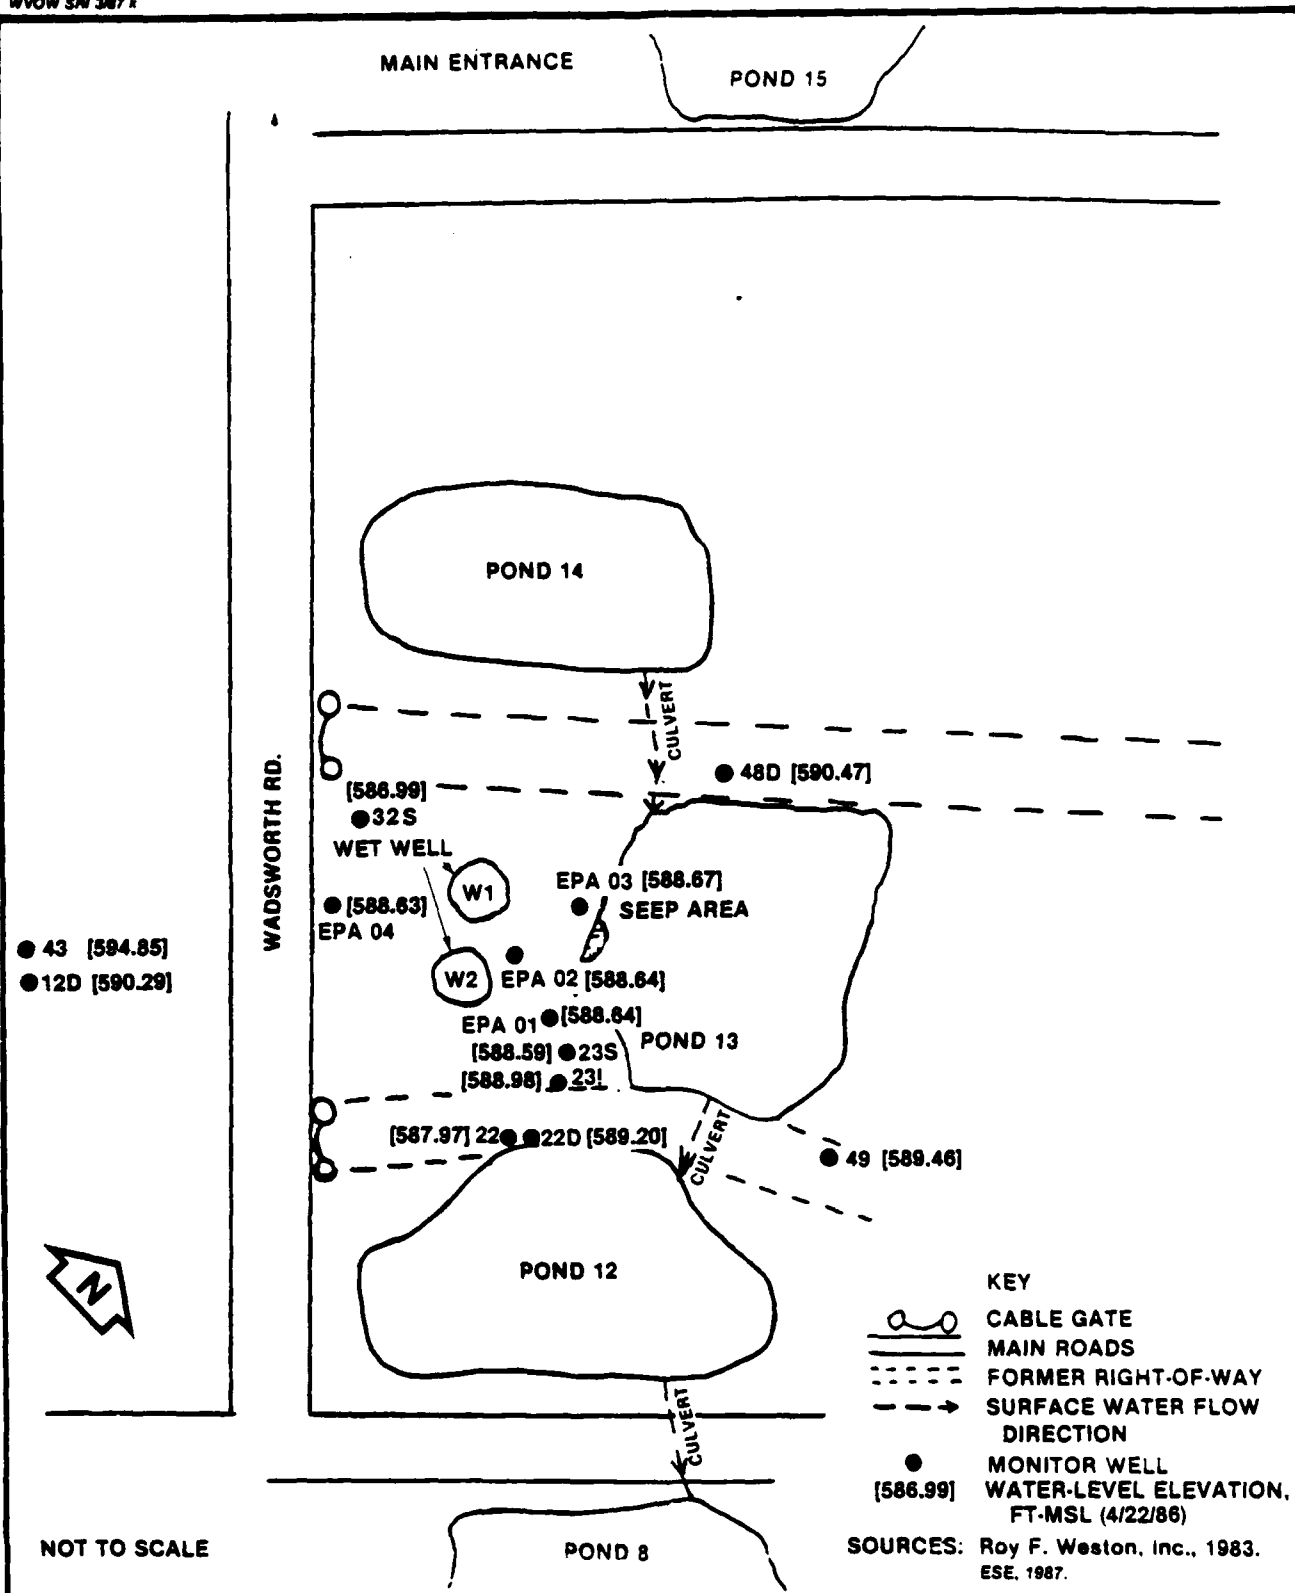 WVOW SAI 3/87 K
MAIN ENTRANCE
POND 15
POND 14
CULVERT
48D [590.47]
[586.99]
32S
WET WELL
W1
EPA 03 [588.67]
SEEP AREA
[588.63]
EPA 04
WADSWORTH RD.
43 [594.85]
12D [590.29]
W2
EPA 02 [588.64]
EPA 01 [588.64]
POND 13
[588.59] 23S
[588.98] 23I
CULVERT
[587.97] 22 22D [589.20]
49 [589.46]
N
POND 12
CULVERT
POND 8
NOT TO SCALE
KEY
CABLE GATE
MAIN ROADS
FORMER RIGHT-OF-WAY
SURFACE WATER FLOW
DIRECTION
MONITOR WELL
[586.99] WATER-LEVEL ELEVATION,
FT-MSL (4/22/86)
SOURCES: Roy F. Weston, Inc., 1983.
ESE, 1987.